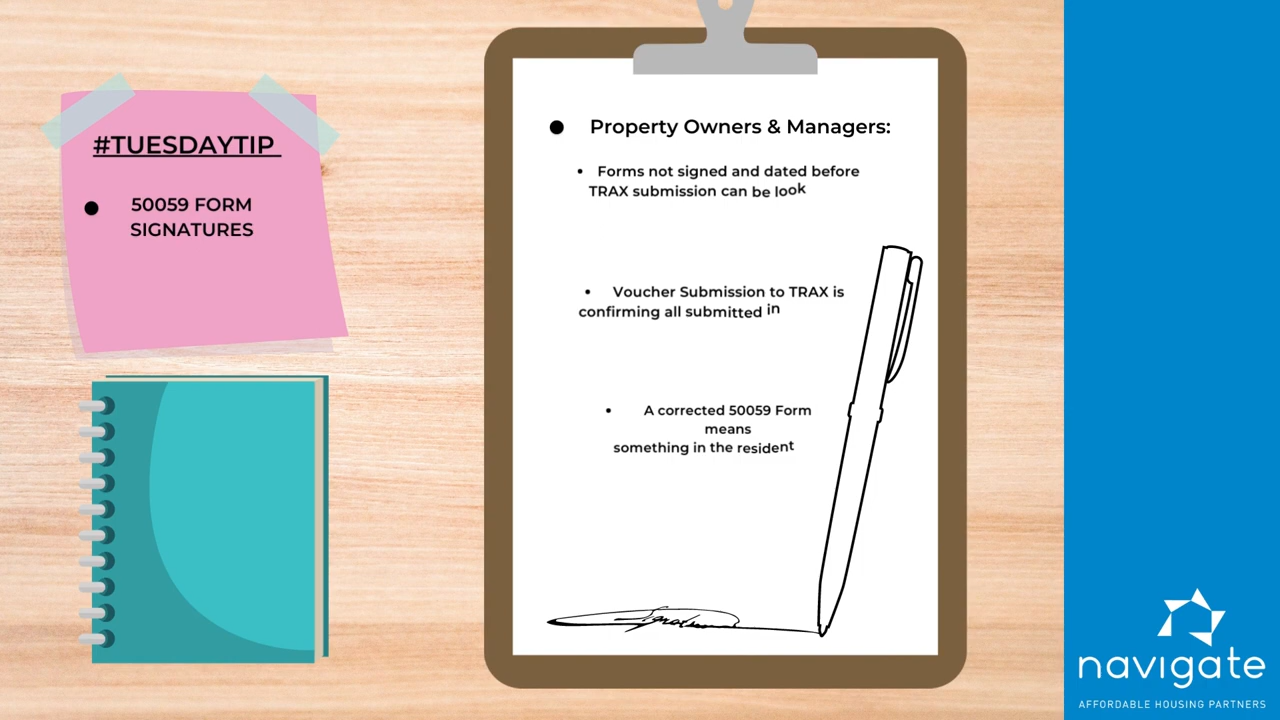 #TUESDAYTIP
● 50059 FORM
SIGNATURES
● Property Owners & Managers:
• Forms not signed and dated before
TRAX submission can be look
• Voucher Submission to TRAX is
confirming all submitted in
• A corrected 50059 Form
means
something in the resident
Signature
navigate
AFFORDABLE HOUSING PARTNERS